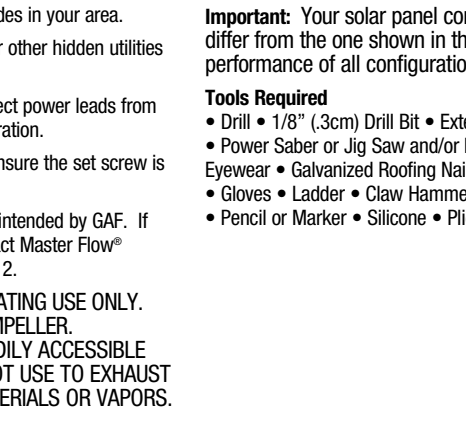 des in your area.
r other hidden utilities
ect power leads from
ration.
nsure the set screw is
intended by GAF. If
act Master Flow®
2.
ATING USE ONLY.
MPELLER.
DILY ACCESSIBLE
OT USE TO EXHAUST
TERIALS OR VAPORS.
Important: Your solar panel con
differ from the one shown in th
performance of all configuratio
Tools Required
• Drill • 1/8” (.3cm) Drill Bit • Exte
• Power Saber or Jig Saw and/or
Eyewear • Galvanized Roofing Nai
• Gloves • Ladder • Claw Hamme
• Pencil or Marker • Silicone • Pli